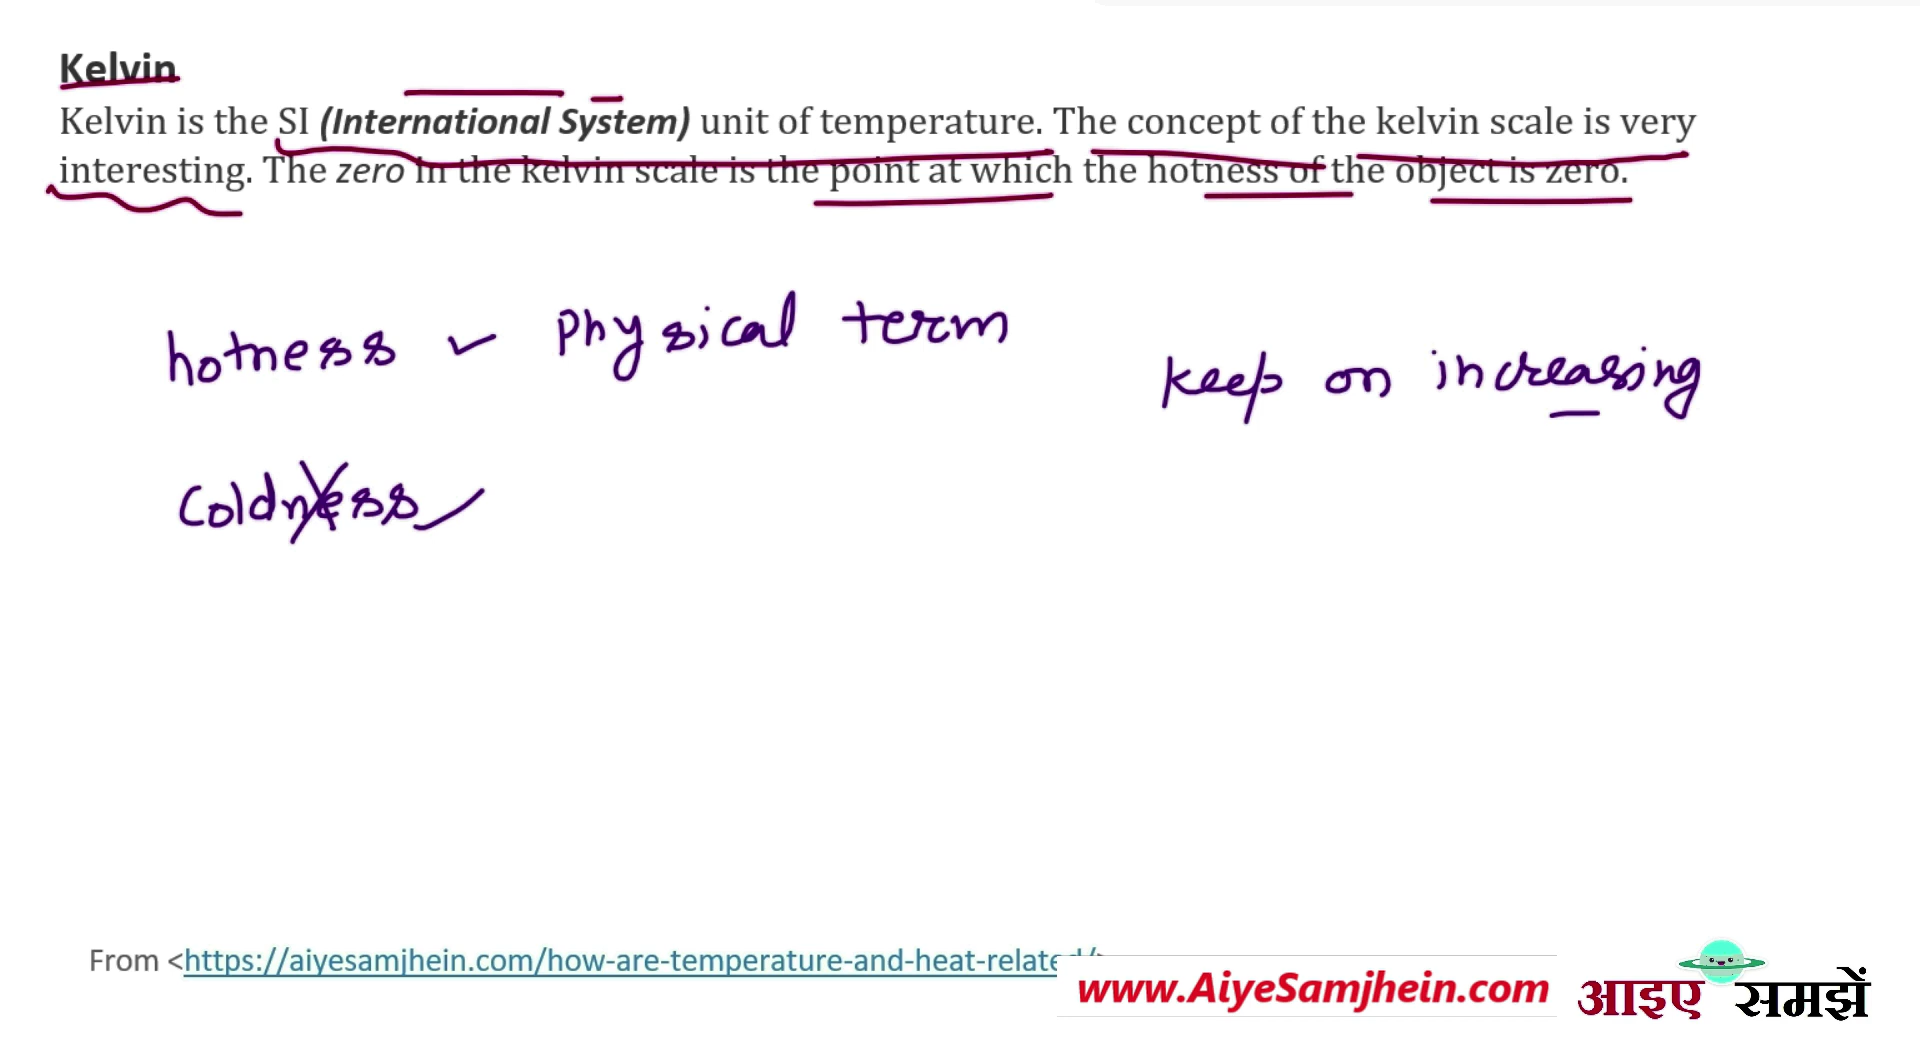 Kelvin
Kelvin is the SI (International System) unit of temperature. The concept of the kelvin scale is very
interesting. The zero in the kelvin scale is the point at which the hotness of the object is zero.
hotness Physical term
keep on increasing
Coldness
From <https://aiyesamjhein.com/how-are-temperature-and-heat-related/>
www.AiyeSamjhein.com
आइए समझें